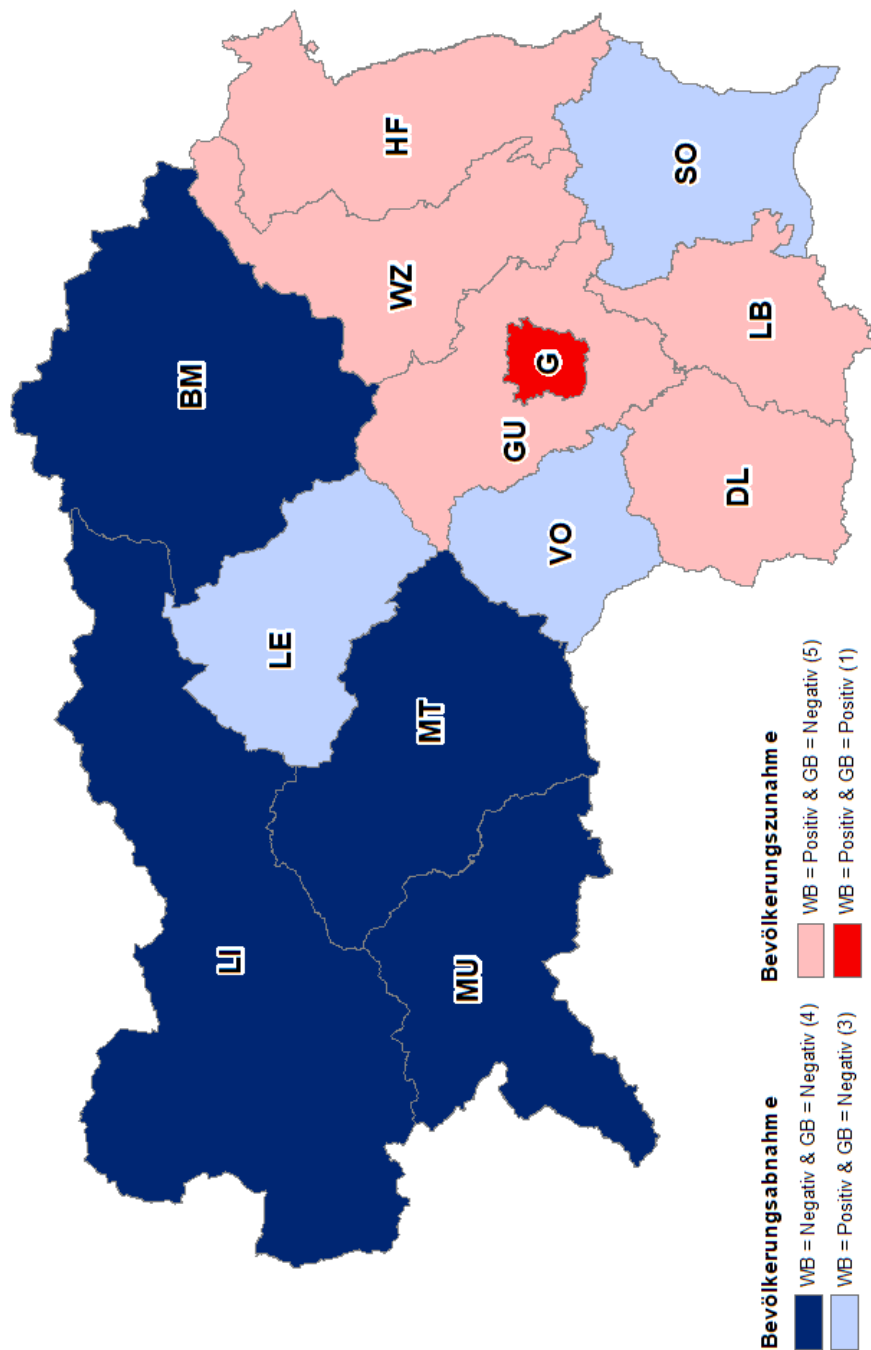 BM
HF
LI
LE
WZ
MT
MU
GU
G
SO
VO
LB
DL
Bevölkerungsabnahme
WB = Negativ & GB = Negativ (4)
WB = Positiv & GB = Negativ (3)
Bevölkerungszunahme
WB = Positiv & GB = Negativ (5)
WB = Positiv & GB = Positiv (1)